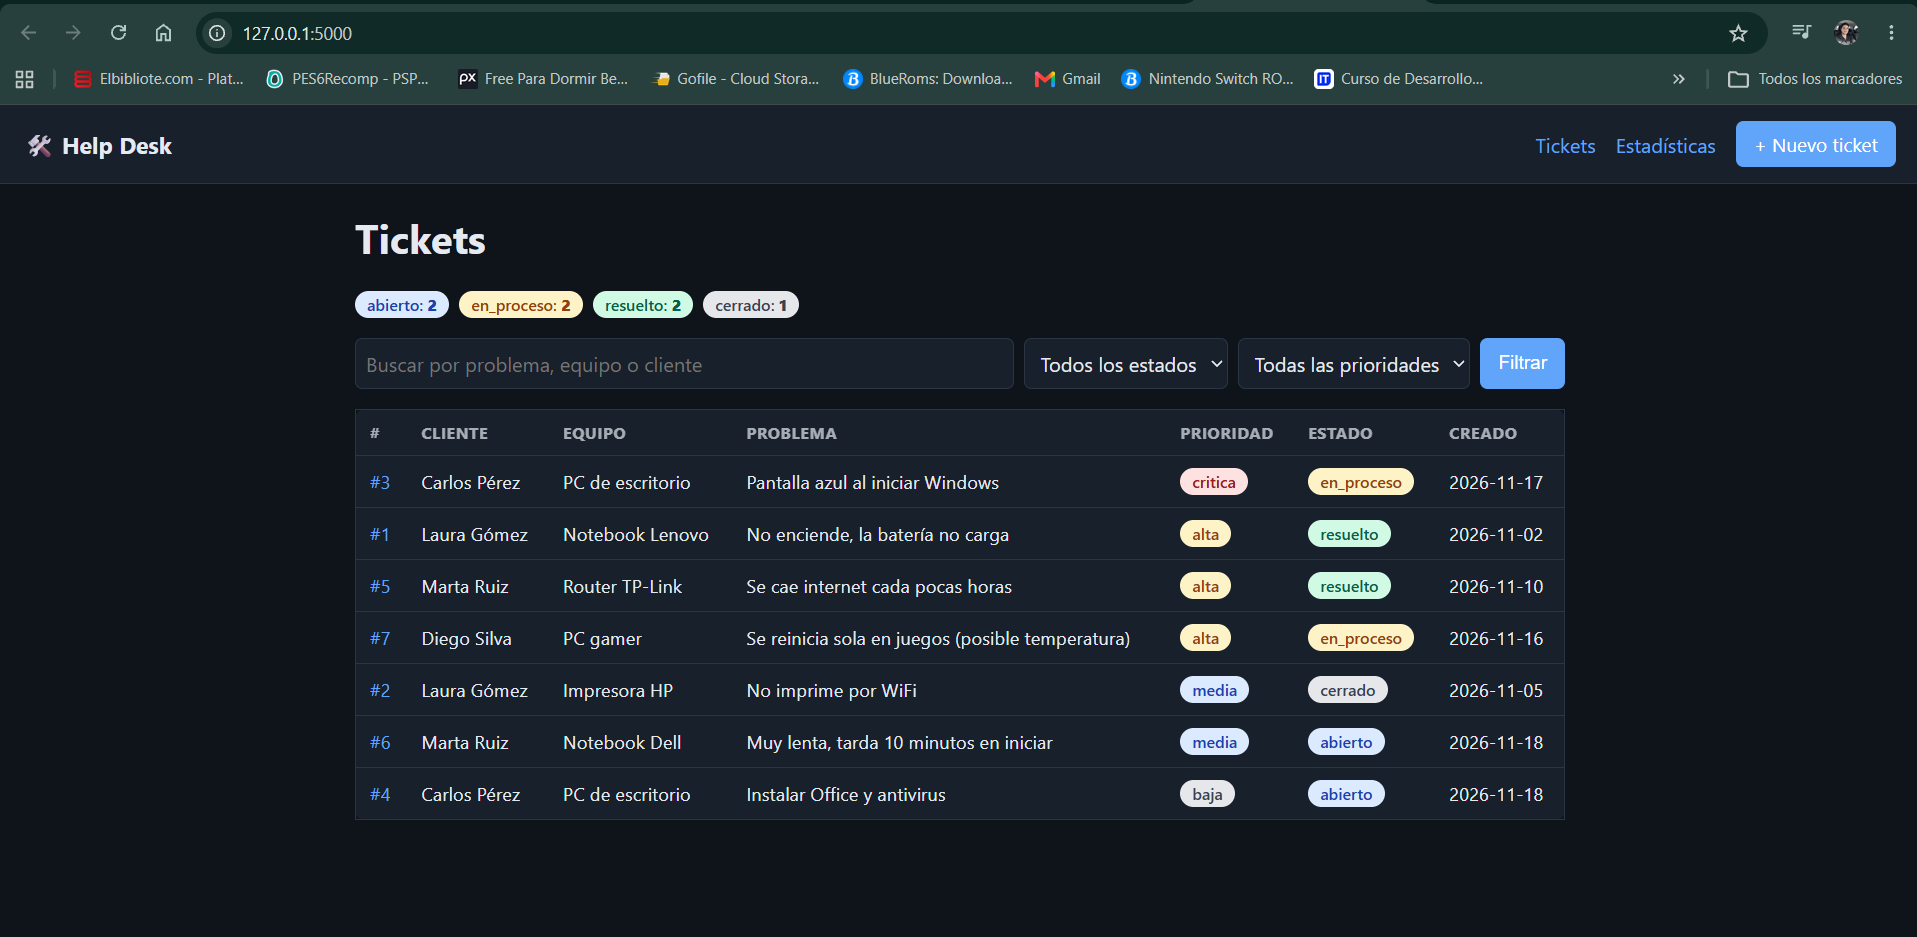 127.0.0.1:5000
Elbibliote.com - Plat... PES6Recomp - PSP... Free Para Dormir Be... Gofile - Cloud Stora... BlueRoms: Downloa... Gmail Nintendo Switch RO... Curso de Desarrollo... » Todos los marcadores
Help Desk Tickets Estadísticas + Nuevo ticket
Tickets
abierto: 2 en_proceso: 2 resuelto: 2 cerrado: 1
Buscar por problema, equipo o cliente Todos los estados Todas las prioridades Filtrar
# CLIENTE EQUIPO PROBLEMA PRIORIDAD ESTADO CREADO
#3 Carlos Pérez PC de escritorio Pantalla azul al iniciar Windows critica en_proceso 2026-11-17
#1 Laura Gómez Notebook Lenovo No enciende, la batería no carga alta resuelto 2026-11-02
#5 Marta Ruiz Router TP-Link Se cae internet cada pocas horas alta resuelto 2026-11-10
#7 Diego Silva PC gamer Se reinicia sola en juegos (posible temperatura) alta en_proceso 2026-11-16
#2 Laura Gómez Impresora HP No imprime por WiFi media cerrado 2026-11-05
#6 Marta Ruiz Notebook Dell Muy lenta, tarda 10 minutos en iniciar media abierto 2026-11-18
#4 Carlos Pérez PC de escritorio Instalar Office y antivirus baja abierto 2026-11-18